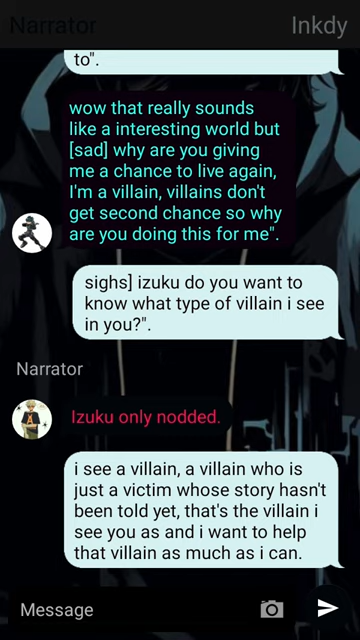 Narrator
Inkdy
to".
wow that really sounds
like a interesting world but
[sad] why are you giving
me a chance to live again,
I'm a villain, villains don't
get second chance so why
are you doing this for me".
sighs] izuku do you want to
know what type of villain i see
in you?".
Narrator
Izuku only nodded.
i see a villain, a villain who is
just a victim whose story hasn't
been told yet, that's the villain i
see you as and i want to help
that villain as much as i can.
Message